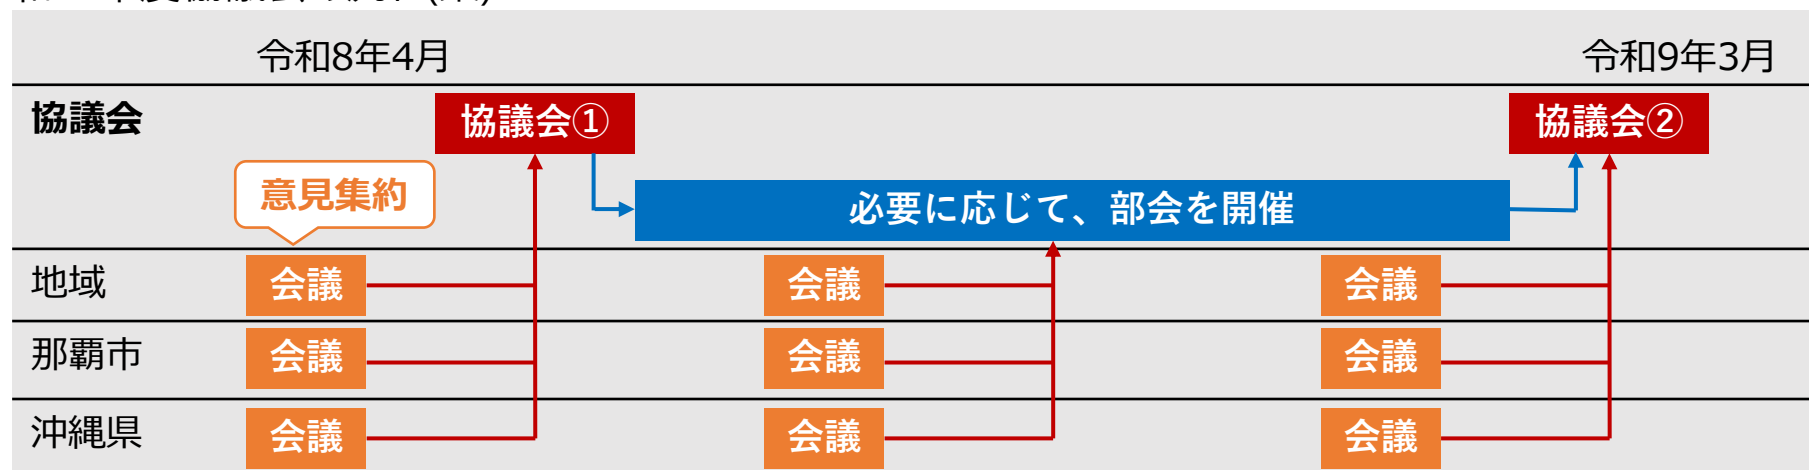 令和8年4月
令和9年3月
協議会
協議会①
協議会②
意見集約
必要に応じて、部会を開催
地域
会議
会議
会議
那覇市
会議
会議
会議
沖縄県
会議
会議
会議